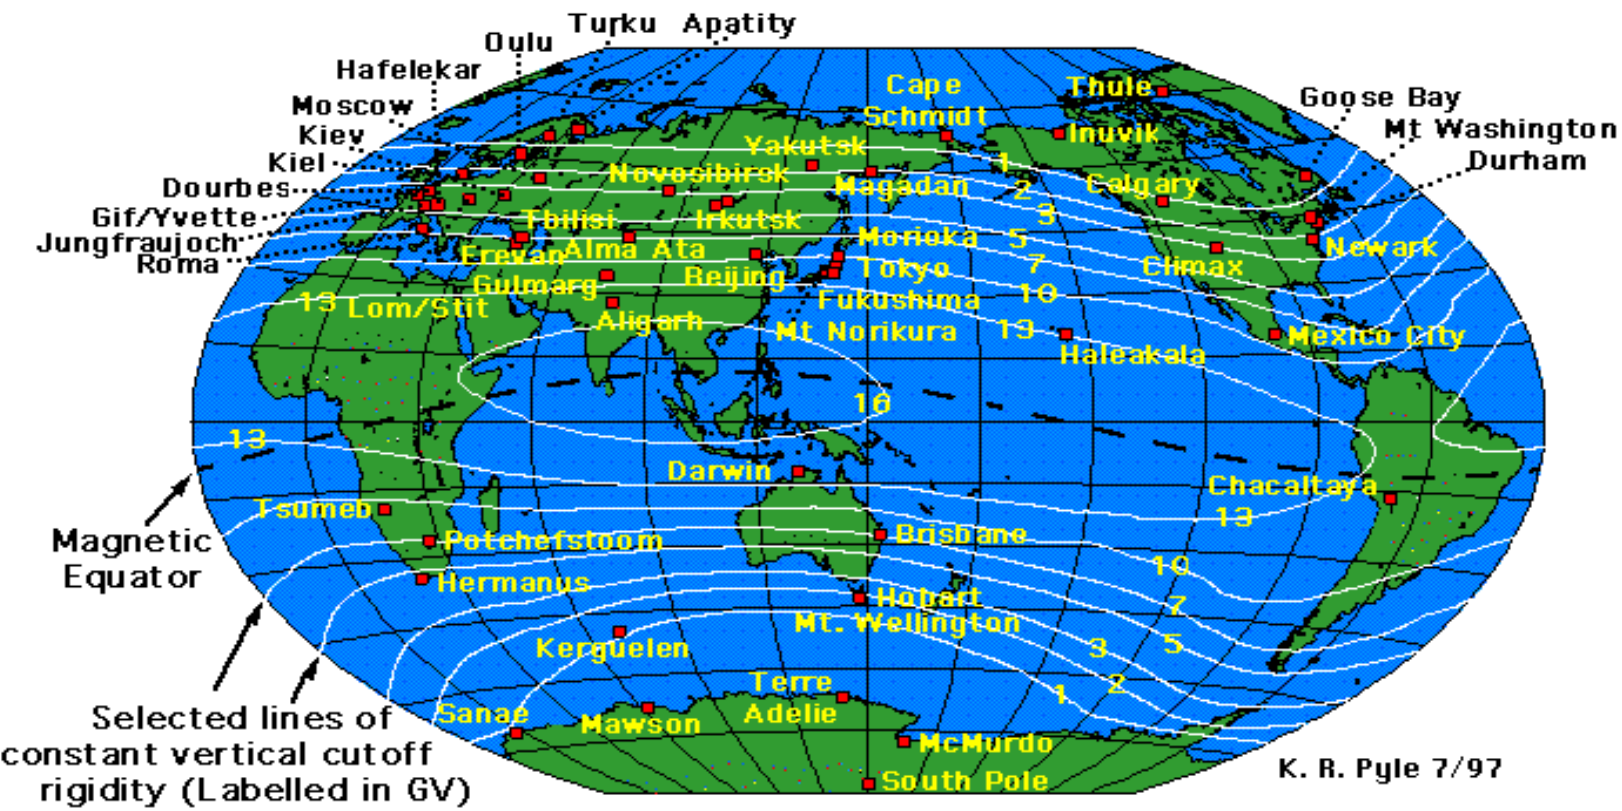 Turku Apatity
Oulu
Hafelekar
Moscow
Kiev
Kiel
Dourbes
Gif/Yvette
Jungfraujoch
Roma
Cape
Schmidt
Thule
Inuvik
Goose Bay
Mt Washington
Durham
Yakutsk
Novosibirsk
Magadan
Calgary
1
2
3
5
7
10
13
Tbilisi
Irkutsk
Erevan
Alma Ata
Morioka
Newark
Climax
Gulmarg
Beijing
Tokyo
Fukushima
13
Lom/Stit
Aligarh
Mt Norikura
Mexico City
Haleakala
16
13
Darwin
Chacaltaya
13
Tsumeb
Magnetic
Equator
Potchefstoom
Brisbane
10
Hermanus
Hobart
7
Mt. Wellington
Kerguelen
3
5
2
1
Terre
Adelie
Sanae
Mawson
McMurdo
South Pole
Selected lines of
constant vertical cutoff
rigidity (Labelled in GV)
K. R. Pyle 7/97